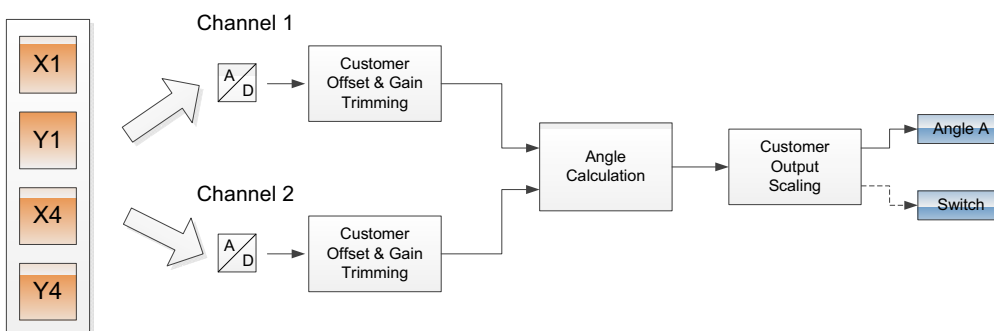 X1
Y1
X4
Y4
Channel 1
A
D
Customer
Offset & Gain
Trimming
Channel 2
A
D
Customer
Offset & Gain
Trimming
Angle
Calculation
Customer
Output
Scaling
Angle A
Switch